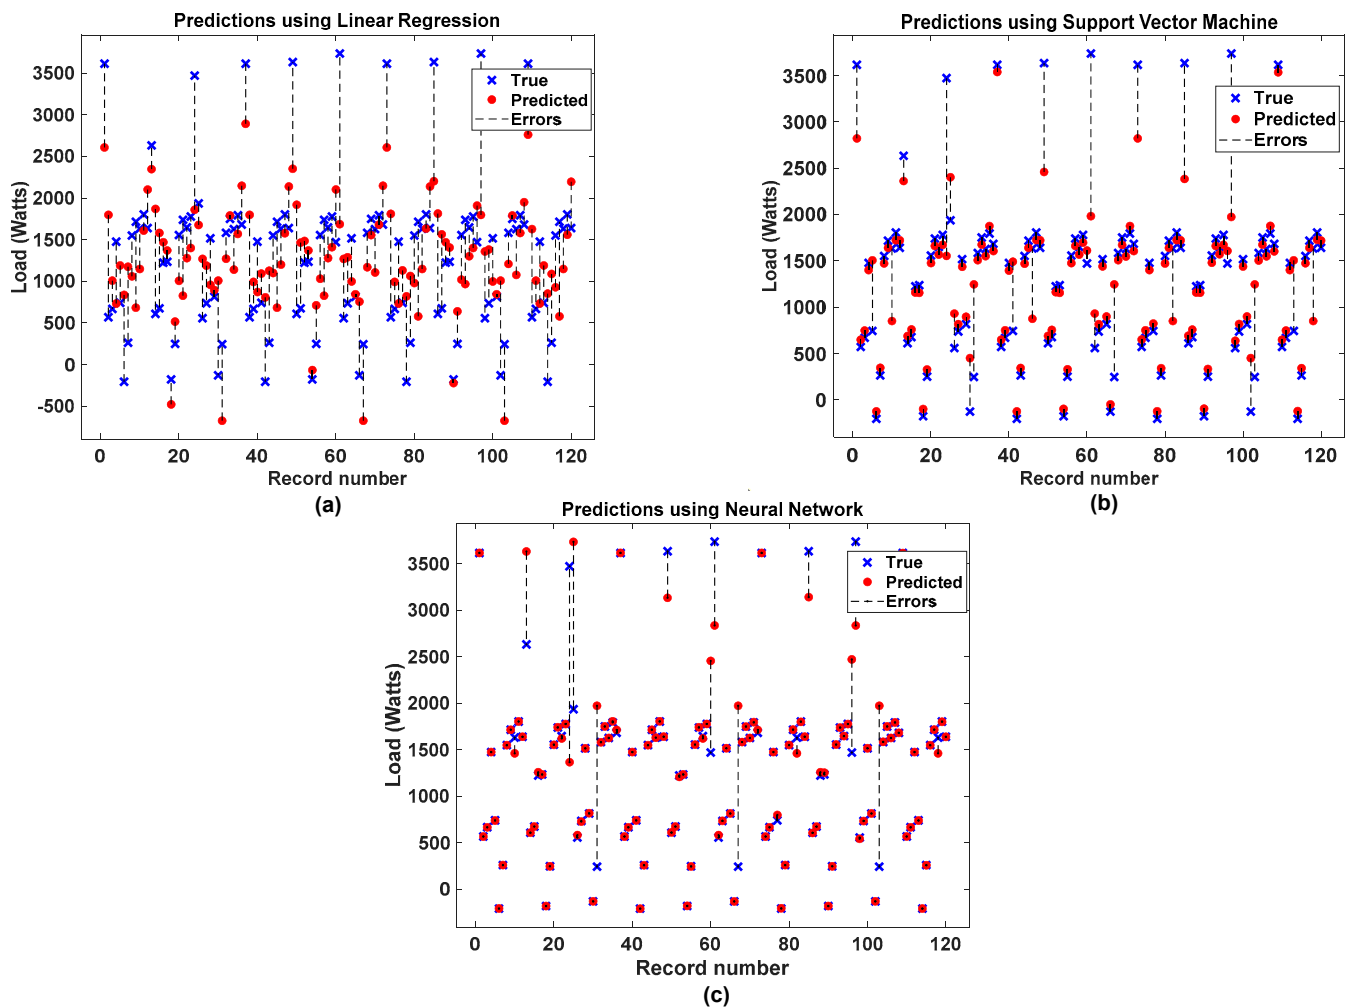 Predictions using Linear Regression
3500
3000
2500
2000
1500
1000
500
0
-500
Load (Watts)
True
Predicted
Errors
0 20 40 60 80 100 120
Record number
(a)
Predictions using Support Vector Machine
3500
3000
2500
2000
1500
1000
500
0
Load (Watts)
True
Predicted
Errors
0 20 40 60 80 100 120
Record number
(b)
Predictions using Neural Network
3500
3000
2500
2000
1500
1000
500
0
Load (Watts)
True
Predicted
Errors
0 20 40 60 80 100 120
Record number
(c)